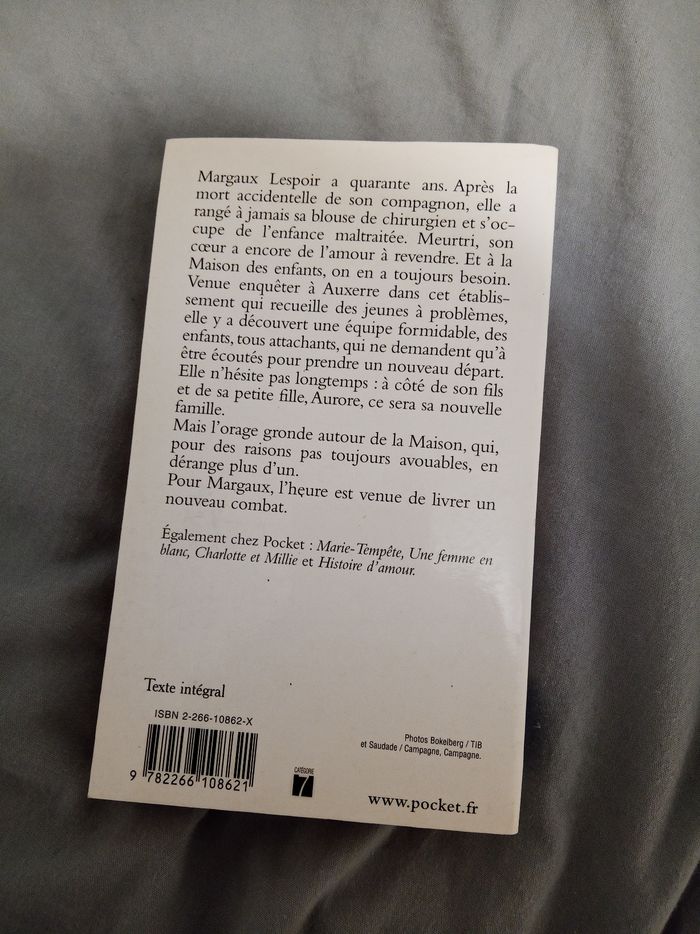 Margaux Lespoir a quarante ans. Après la
mort accidentelle de son compagnon, elle a
rangé à jamais sa blouse de chirurgien et s'oc-
cupe de l'enfance maltraitée. Meurtri, son
cœur a encore de l'amour à revendre. Et à la
Maison des enfants, on en a toujours besoin.
Venue enquêter à Auxerre dans cet établis-
sement qui recueille des jeunes à problèmes,
elle y a découvert une équipe formidable, des
enfants, tous attachants, qui ne demandent qu'à
être écoutés pour prendre un nouveau départ.
Elle n'hésite pas longtemps : à côté de son fils
et de sa petite fille, Aurore, ce sera sa nouvelle
famille.
Mais l'orage gronde autour de la Maison, qui,
pour des raisons pas toujours avouables, en
dérange plus d'un.
Pour Margaux, l'heure est venue de livrer un
nouveau combat.
Également chez Pocket : Marie-Tempête, Une femme en
blanc, Charlotte et Millie et Histoire d'amour.
Texte intégral
ISBN 2-266-10862-X
9 782266 108621
CATÉGORIE
7
Photos Bokelberg / TIB
et Saudade / Campagne, Campagne.
www.pocket.fr